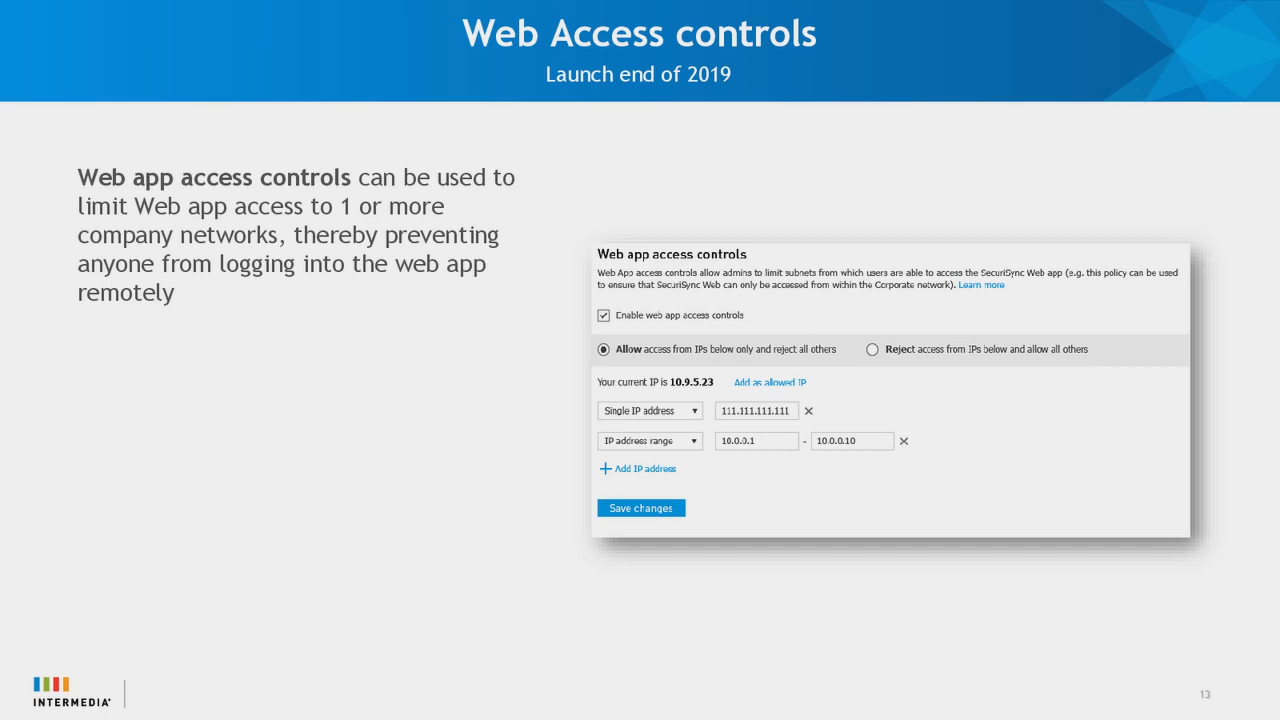 Web Access controls
Launch end of 2019
Web app access controls can be used to
limit Web app access to 1 or more
company networks, thereby preventing
anyone from logging into the web app
remotely
Web app access controls
Web App access controls allow admins to limit subnets from which users are able to access the SecuriSync Web app (e.g. this policy can be used
to ensure that SecuriSync Web can only be accessed from within the Corporate network). Learn more
Enable web app access controls
Allow access from IPs below only and reject all others Reject access from IPs below and allow all others
Your current IP is 10.9.5.23 Add as allowed IP
Single IP address 111.111.111.111
IP address range 10.0.0.1 - 10.0.0.10
Add IP address
Save changes
INTERMEDIA
13